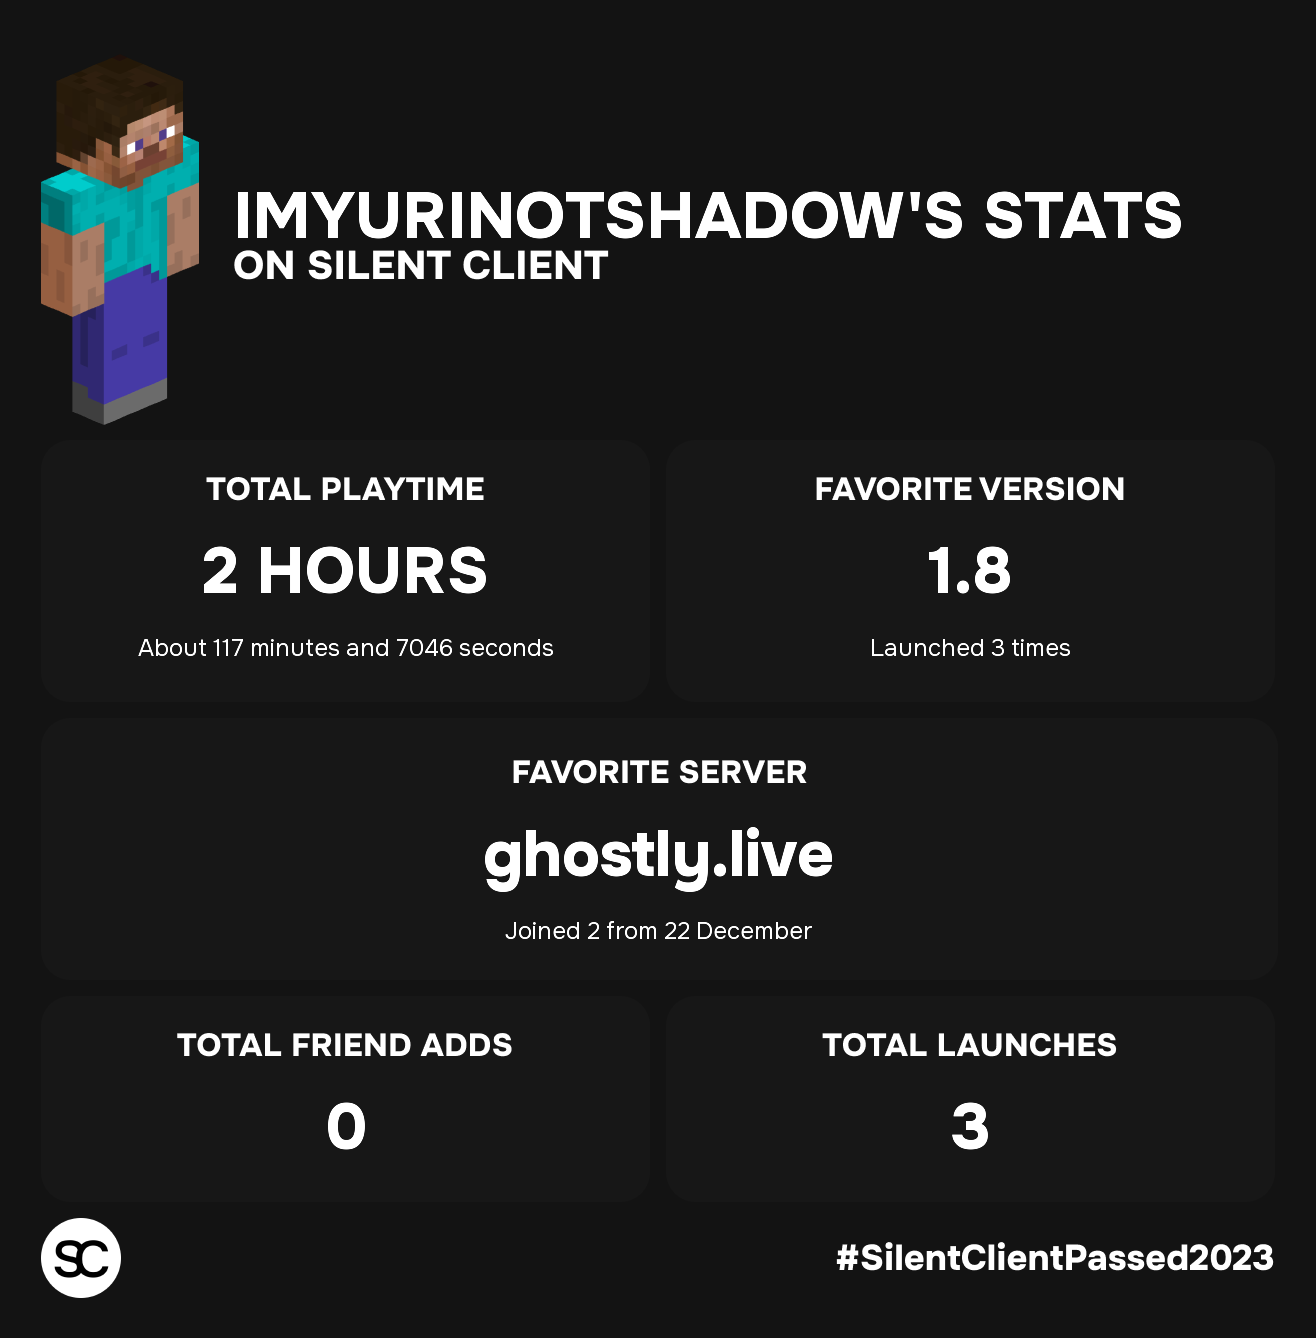 IMYURINOTSHADOW'S STATS
ON SILENT CLIENT
TOTAL PLAYTIME
2 HOURS
About 117 minutes and 7046 seconds
FAVORITE VERSION
1.8
Launched 3 times
FAVORITE SERVER
ghostly.live
Joined 2 from 22 December
TOTAL FRIEND ADDS
0
TOTAL LAUNCHES
3
SC
#SilentClientPassed2023